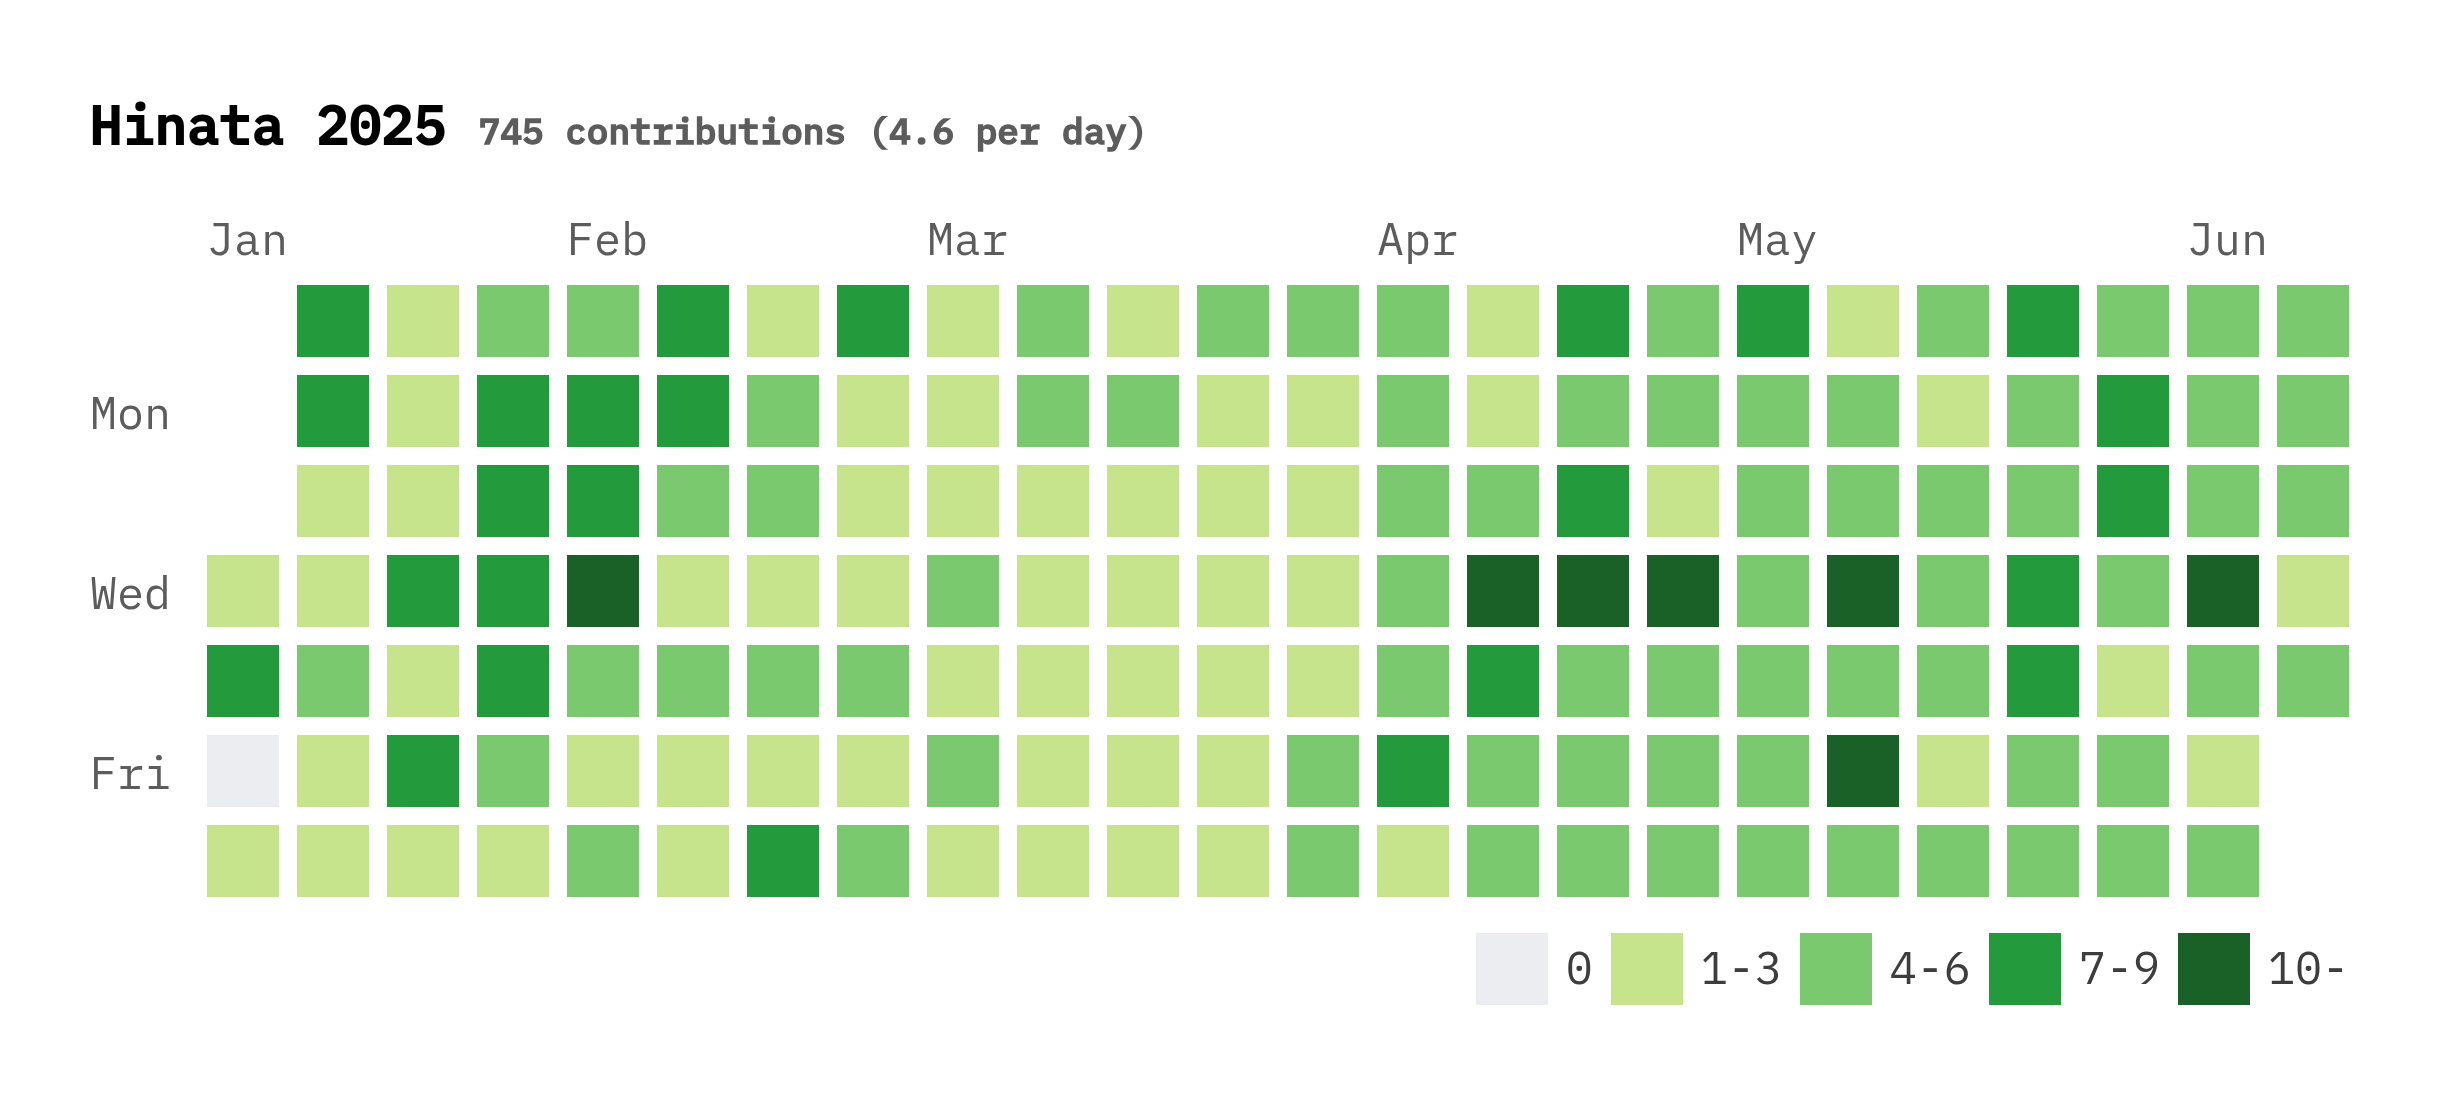 Hinata 2025 745 contributions (4.6 per day)
Jan Feb Mar Apr May Jun
Mon
Wed
Fri
0 1-3 4-6 7-9 10-